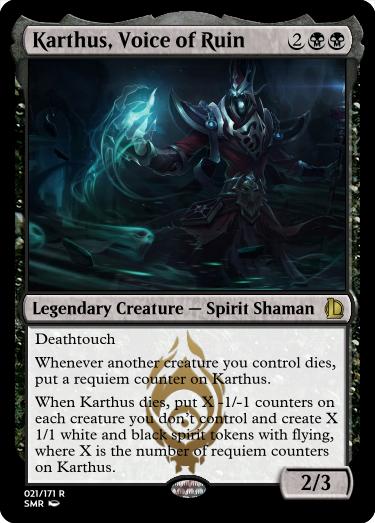 Karthus, Voice of Ruin 2
Legendary Creature — Spirit Shaman
Deathtouch
Whenever another creature you control dies,
put a requiem counter on Karthus.
When Karthus dies, put X -1/-1 counters on
each creature you don't control and create X
1/1 white and black spirit tokens with flying,
where X is the number of requiem counters
on Karthus.
2/3
021/171 R
SMR